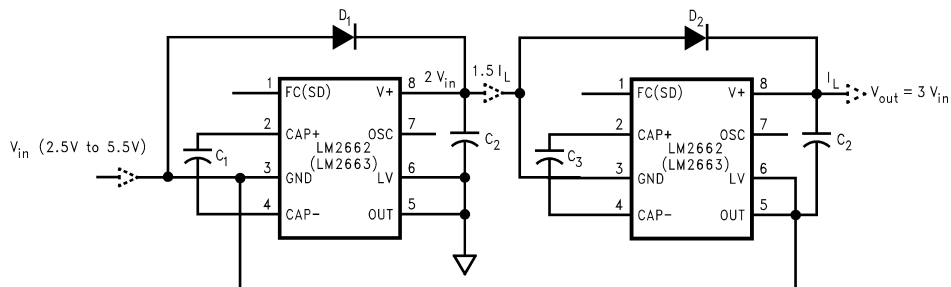 D1
D2
2 Vin
1.5 IL
IL
Vout = 3 Vin
Vin (2.5V to 5.5V)
1 FC(SD) V+ 8
2 CAP+ OSC 7
LM2662
(LM2663)
3 GND LV 6
4 CAP- OUT 5
C1
C2
1 FC(SD) V+ 8
2 CAP+ OSC 7
LM2662
(LM2663)
3 GND LV 6
4 CAP- OUT 5
C3
C2